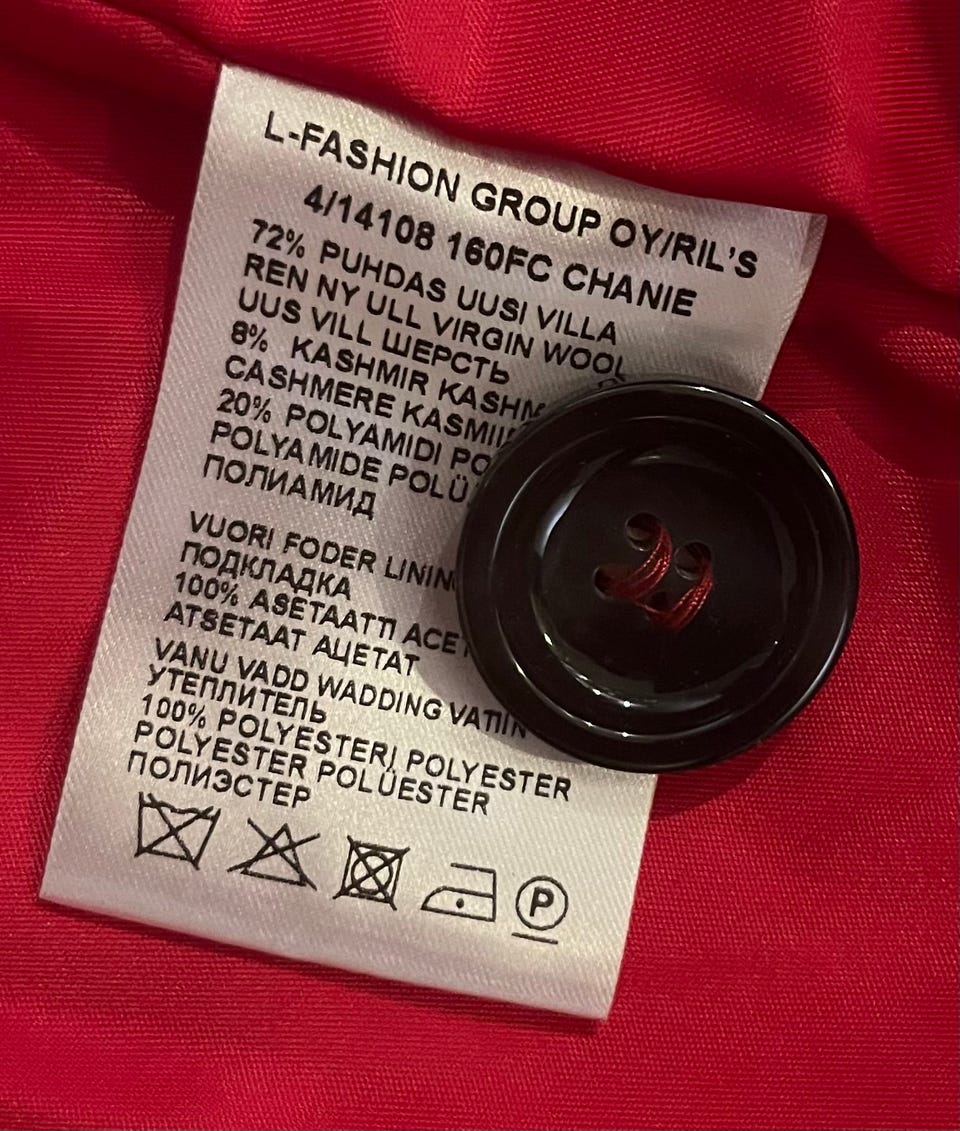 L-FASHION GROUP OY/RIL'S
4/14108 160FC CHANIE
72% PUHDAS UUSI VILLA
REN NY ULL VIRGIN WOOL
UUS VILL ШЕРСТЬ
8% KASHMIR
CASHMERE
20% POLYAMIDI
POLYAMIDE
ПОЛИАМИД
VUORI FODER
ПОДКЛАДКА
100% ASETAATTI
ATSETAAT АЦЕТАТ
VANU VADD WADDING
УТЕПЛИТЕЛЬ
100% POLYESTERI POLYESTER
POLYESTER POLÜESTER
ПОЛИЭСТЕР
P